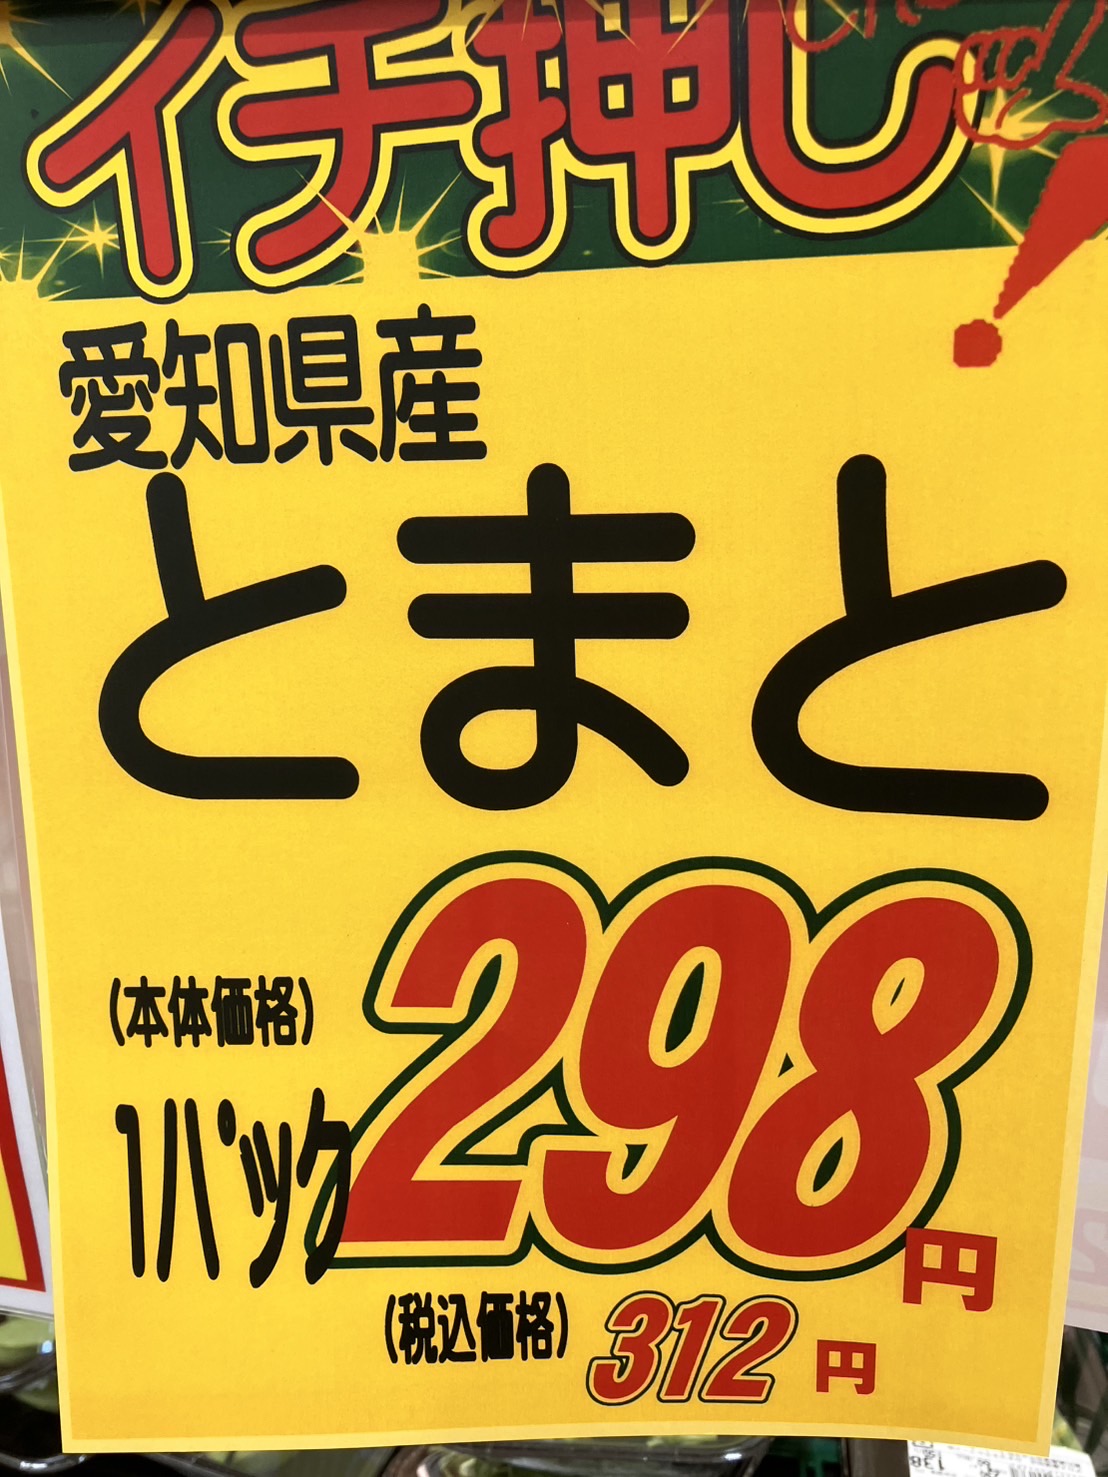 イチ押し
愛知県産
とまと
(本体価格)
1パック 298円
(税込価格) 312円
138